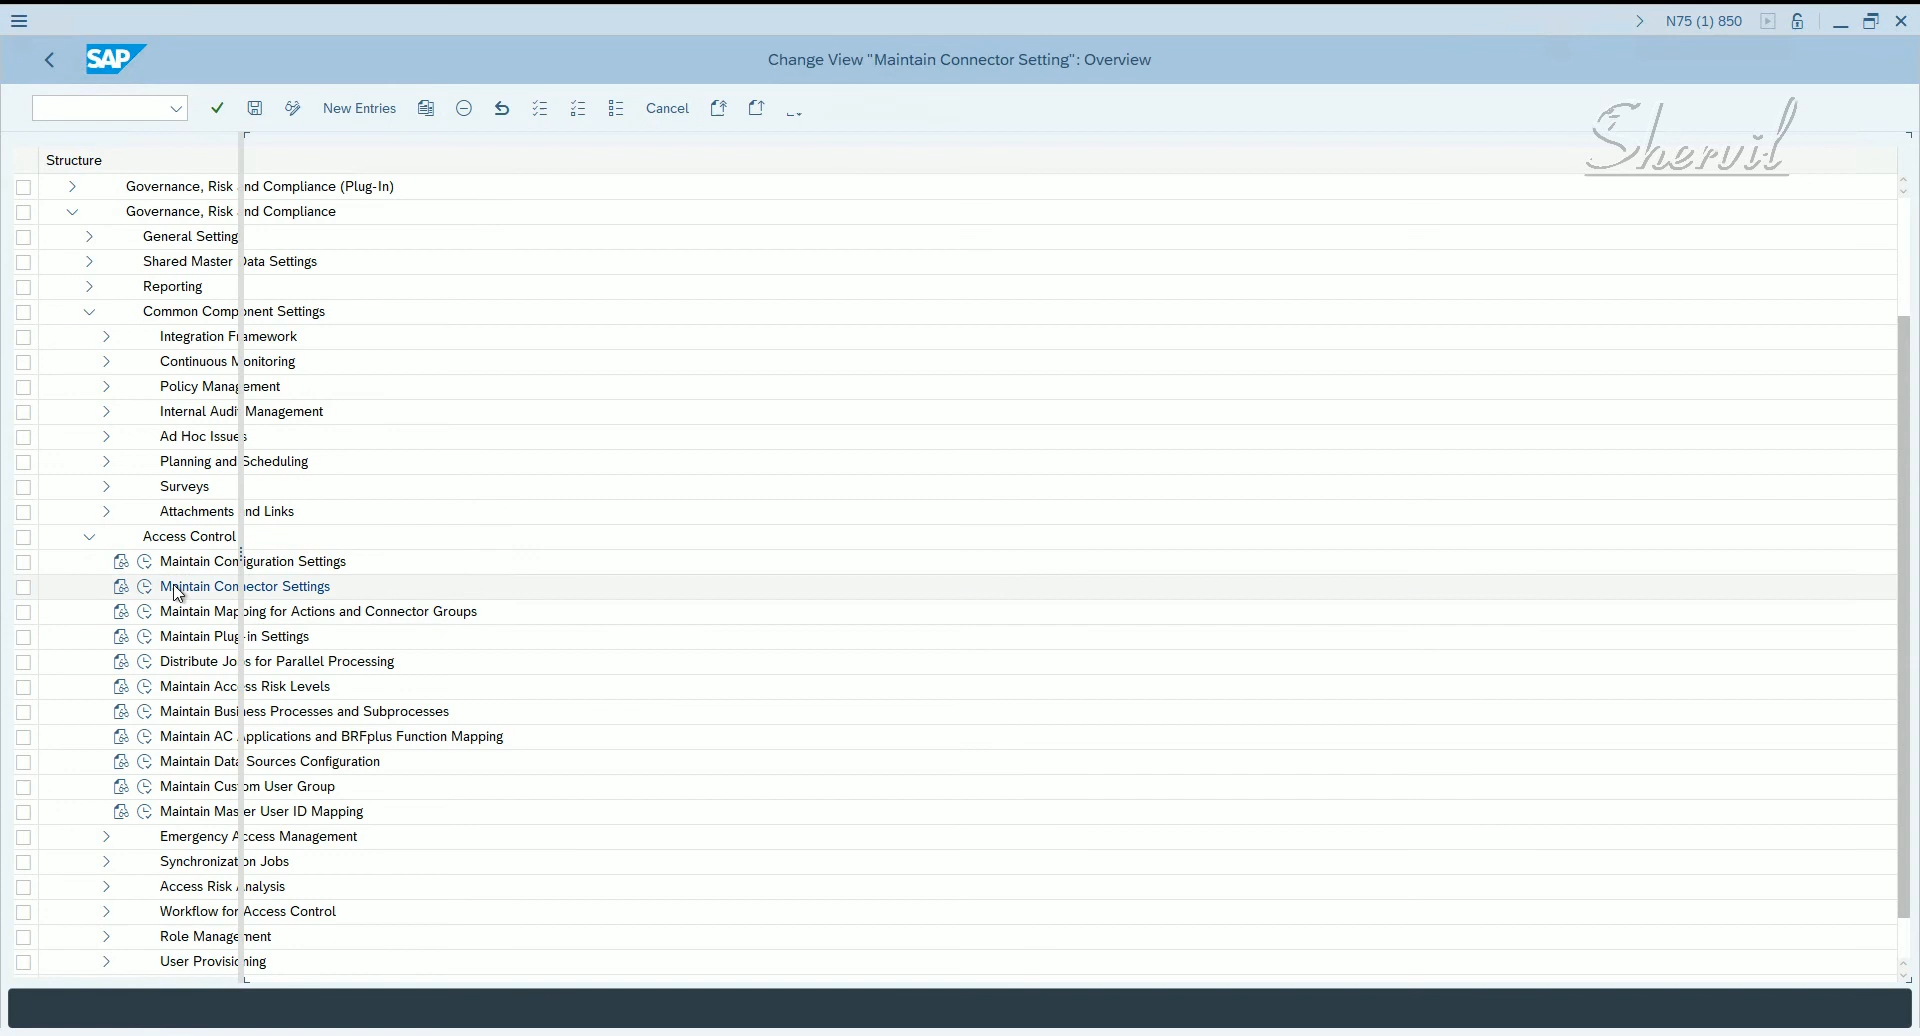 N75 (1) 850
SAP
Change View "Maintain Connector Setting": Overview
New Entries
Cancel
Shervil
Structure
Governance, Risk and Compliance (Plug-In)
Governance, Risk and Compliance
General Setting
Shared Master Data Settings
Reporting
Common Component Settings
Integration Framework
Continuous Monitoring
Policy Management
Internal Audit Management
Ad Hoc Issues
Planning and Scheduling
Surveys
Attachments and Links
Access Control
Maintain Configuration Settings
Maintain Connector Settings
Maintain Mapping for Actions and Connector Groups
Maintain Plug-in Settings
Distribute Jobs for Parallel Processing
Maintain Access Risk Levels
Maintain Business Processes and Subprocesses
Maintain AC Applications and BRFplus Function Mapping
Maintain Data Sources Configuration
Maintain Custom User Group
Maintain Master User ID Mapping
Emergency Access Management
Synchronization Jobs
Access Risk Analysis
Workflow for Access Control
Role Management
User Provisioning